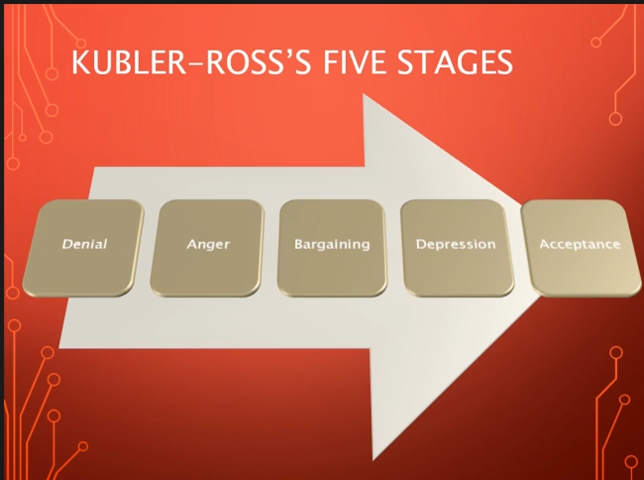 KUBLER-ROSS'S FIVE STAGES
Denial
Anger
Bargaining
Depression
Acceptance